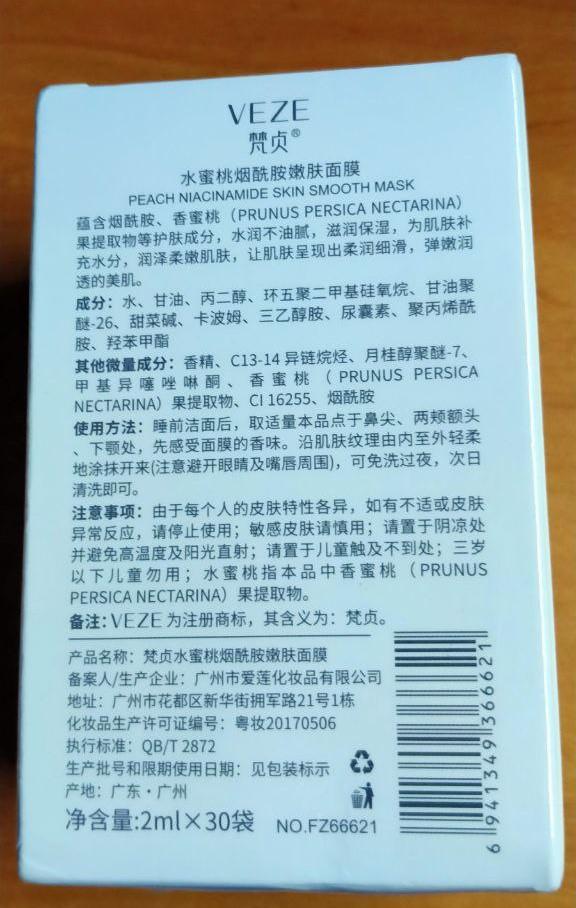 VEZE
梵贞®
水蜜桃烟酰胺嫩肤面膜
PEACH NIACINAMIDE SKIN SMOOTH MASK
蕴含烟酰胺、香蜜桃（PRUNUS PERSICA NECTARINA）
果提取物等护肤成分，水润不油腻，滋润保湿，为肌肤补
充水分，润泽柔嫩肌肤，让肌肤呈现出柔润细滑，弹嫩润
透的美肌。
成分：水、甘油、丙二醇、环五聚二甲基硅氧烷、甘油聚
醚-26、甜菜碱、卡波姆、三乙醇胺、尿囊素、聚丙烯酰
胺、羟苯甲酯
其他微量成分：香精、C13-14 异链烷烃、月桂醇聚醚-7、
甲基异噻唑啉酮、香蜜桃（PRUNUS PERSICA
NECTARINA）果提取物、CI 16255、烟酰胺
使用方法：睡前洁面后，取适量本品点于鼻尖、两颊额头
、下颚处，先感受面膜的香味。沿肌肤纹理由内至外轻柔
地涂抹开来(注意避开眼睛及嘴唇周围)，可免洗过夜，次日
清洗即可。
注意事项：由于每个人的皮肤特性各异，如有不适或皮肤
异常反应，请停止使用；敏感皮肤请慎用；请置于阴凉处
并避免高温度及阳光直射；请置于儿童触及不到处；三岁
以下儿童勿用；水蜜桃指本品中香蜜桃（PRUNUS
PERSICA NECTARINA）果提取物。
备注：VEZE 为注册商标，其含义为：梵贞。
产品名称：梵贞水蜜桃烟酰胺嫩肤面膜
备案人/生产企业：广州市爱莲化妆品有限公司
地址：广州市花都区新华街拥军路21号1栋
化妆品生产许可证编号：粤妆20170506
执行标准：QB/T 2872
生产批号和限期使用日期：见包装标示
产地：广东·广州
净含量:2ml×30袋 NO.FZ66621
6 941349 366621